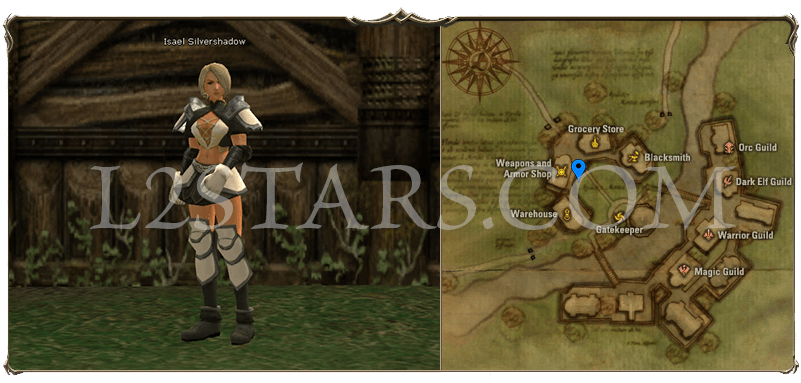 Isael Silvershadow
L2STARS.COM
Grocery Store
Blacksmith
Orc Guild
Weapons and
Armor Shop
Dark Elf Guild
Warehouse
Gatekeeper
Warrior Guild
Magic Guild